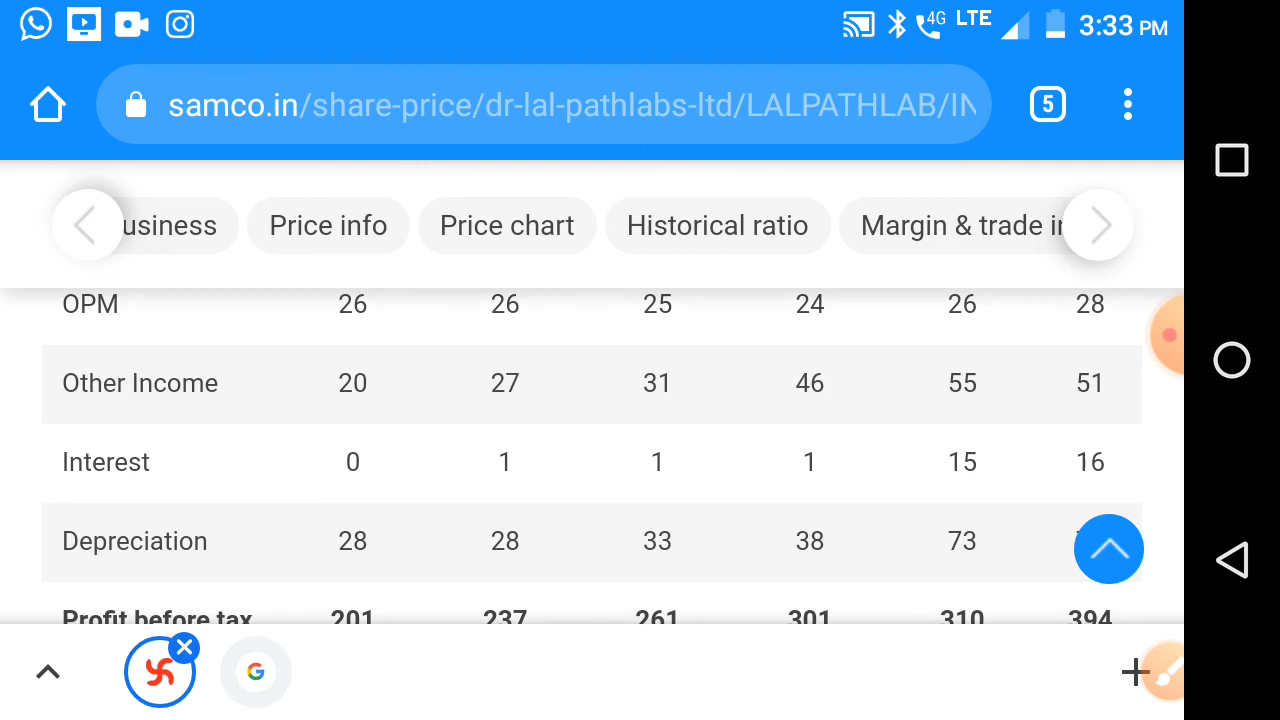 4G LTE 3:33 PM
samco.in/share-price/dr-lal-pathlabs-ltd/LALPATHLAB/IN
5
usiness Price info Price chart Historical ratio Margin & trade in
OPM 26 26 25 24 26 28
Other Income 20 27 31 46 55 51
Interest 0 1 1 1 15 16
Depreciation 28 28 33 38 73
Profit before tax 201 237 261 301 310 394
G